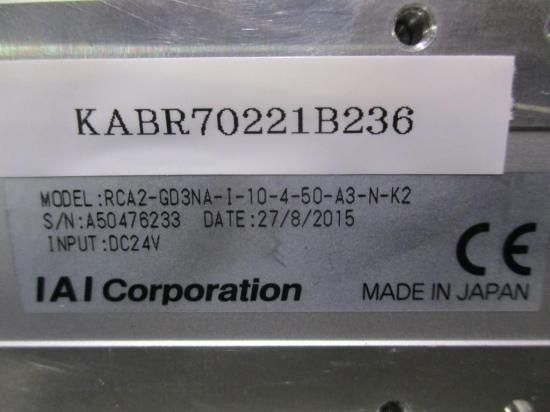 KABR70221B236
MODEL:RCA2-GD3NA-I-10-4-50-A3-N-K2
S/N:A50476233 DATE:27/8/2015
INPUT:DC24V
CE
IAI Corporation MADE IN JAPAN